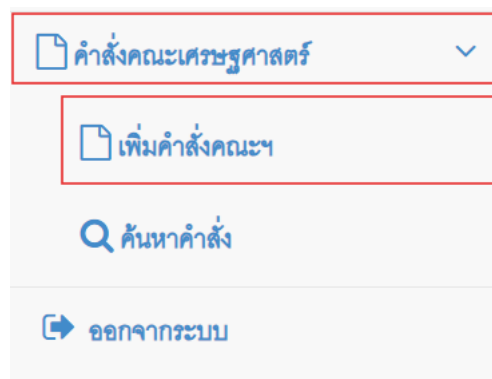 คำสั่งคณะเศรษฐศาสตร์
เพิ่มคำสั่งคณะฯ
ค้นหาคำสั่ง
ออกจากระบบ